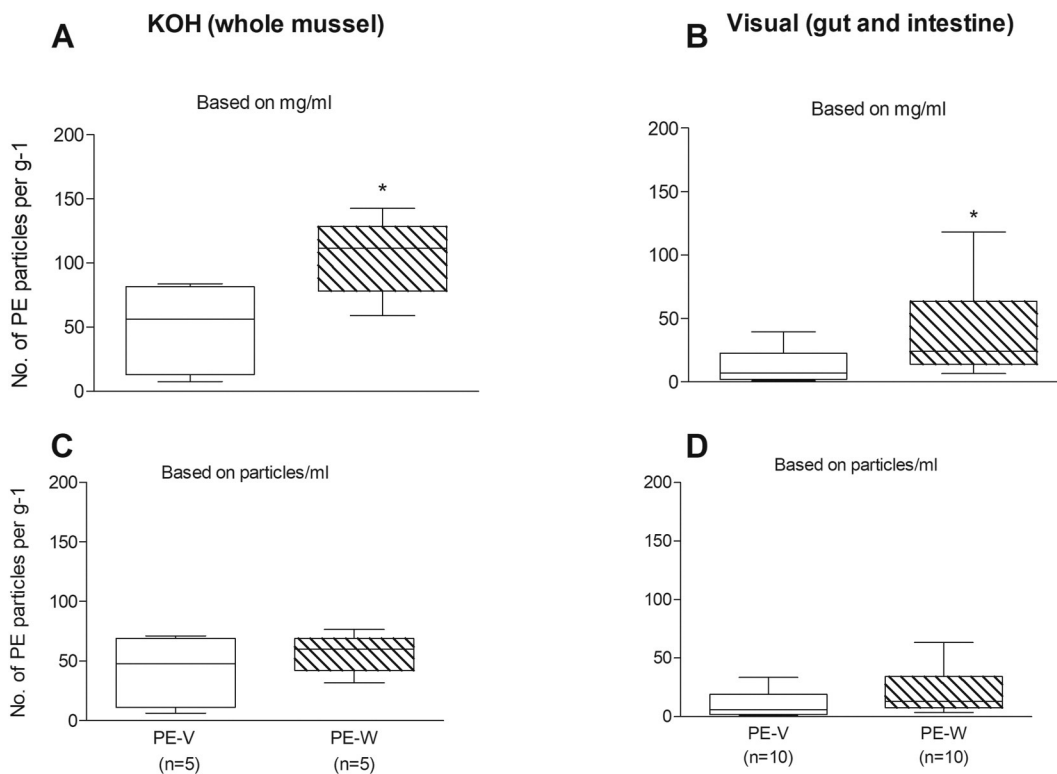 A
KOH (whole mussel)
Based on mg/ml
No. of PE particles per g-1
200
150
100
50
0
*
B
Visual (gut and intestine)
Based on mg/ml
200
150
100
50
0
*
C
Based on particles/ml
No. of PE particles per g-1
200
150
100
50
0
PE-V
PE-W
(n=5)
(n=5)
D
Based on particles/ml
200
150
100
50
0
PE-V
PE-W
(n=10)
(n=10)